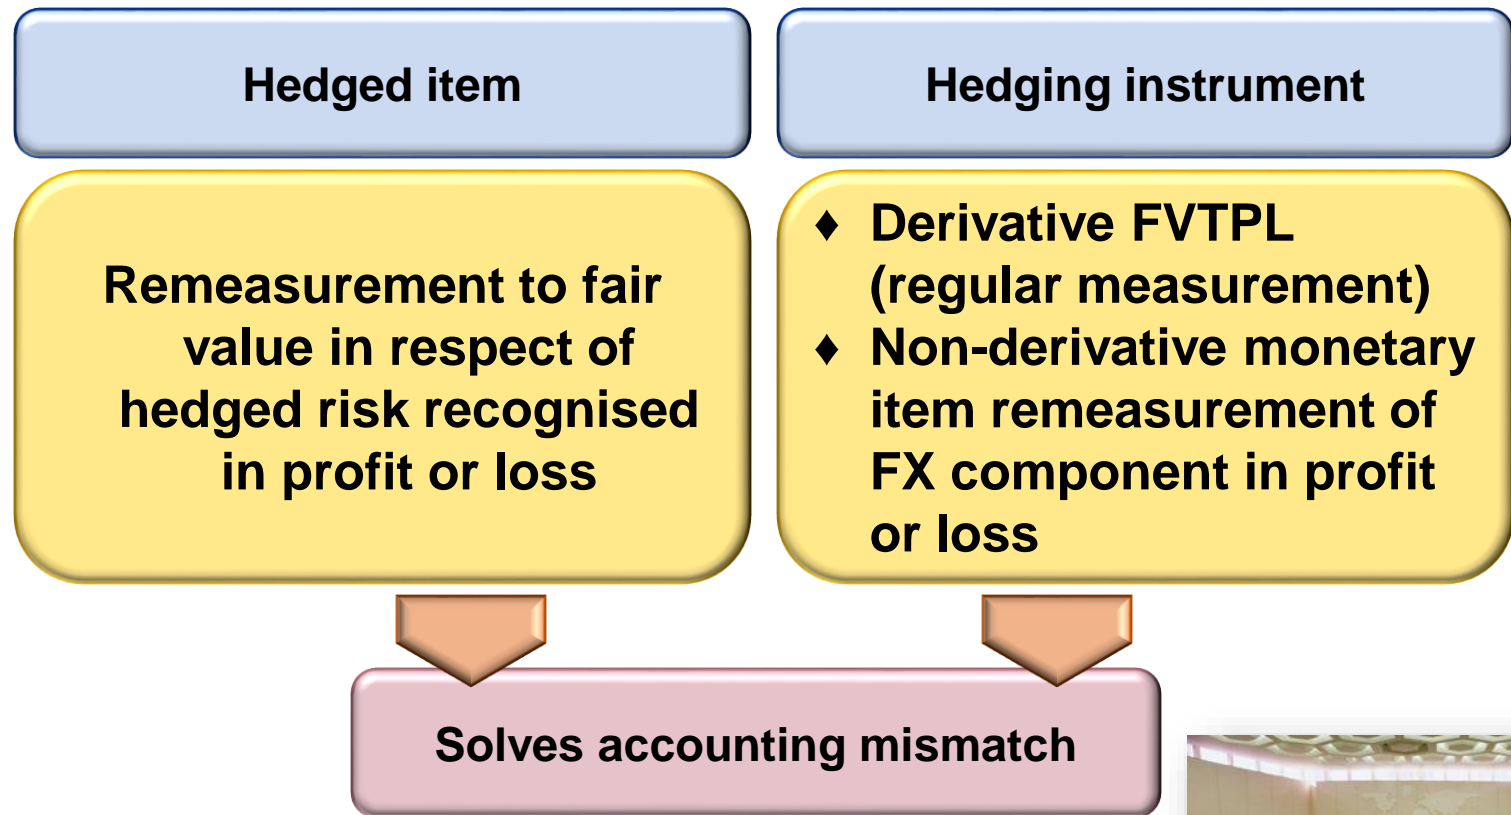 Hedged item
Hedging instrument
Remeasurement to fair
value in respect of
hedged risk recognised
in profit or loss
♦ Derivative FVTPL
(regular measurement)
♦ Non-derivative monetary
item remeasurement of
FX component in profit
or loss
Solves accounting mismatch